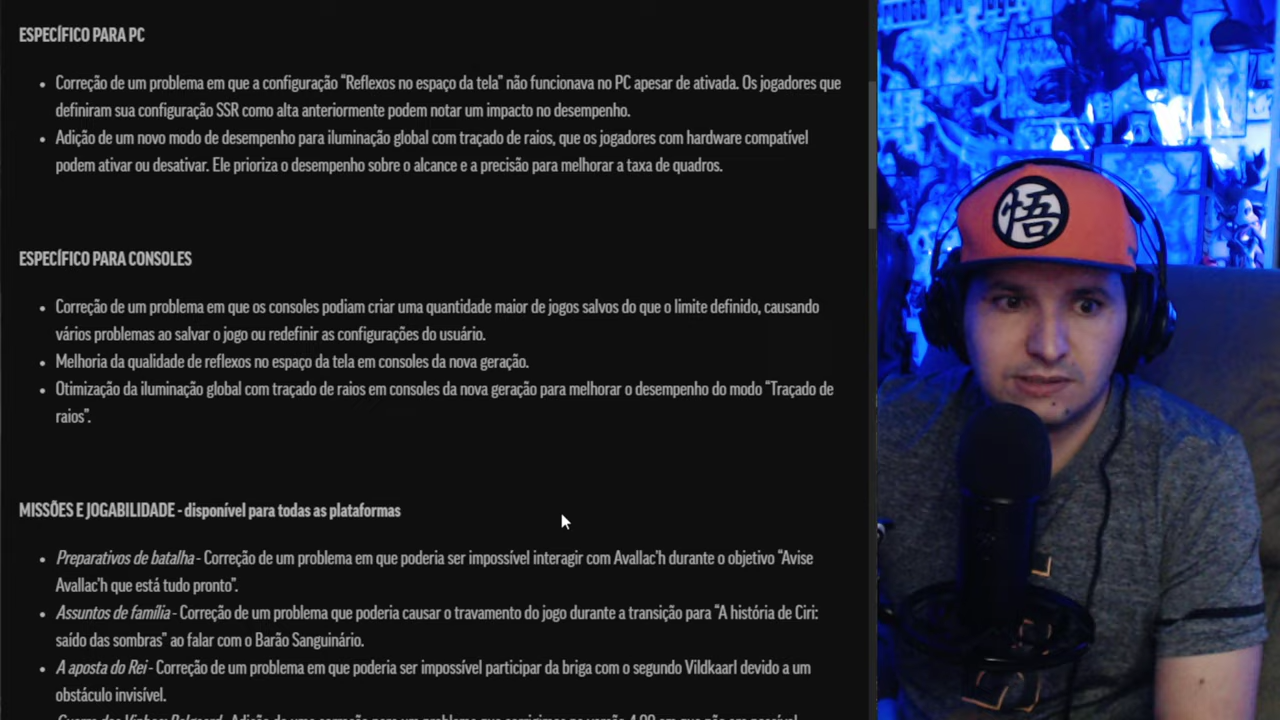 ESPECÍFICO PARA PC
• Correção de um problema em que a configuração “Reflexos no espaço da tela” não funcionava no PC apesar de ativada. Os jogadores que
definiram sua configuração SSR como alta anteriormente podem notar um impacto no desempenho.
• Adição de um novo modo de desempenho para iluminação global com traçado de raios, que os jogadores com hardware compatível
podem ativar ou desativar. Ele prioriza o desempenho sobre o alcance e a precisão para melhorar a taxa de quadros.
ESPECÍFICO PARA CONSOLES
• Correção de um problema em que os consoles podiam criar uma quantidade maior de jogos salvos do que o limite definido, causando
vários problemas ao salvar o jogo ou redefinir as configurações do usuário.
• Melhoria da qualidade de reflexos no espaço da tela em consoles da nova geração.
• Otimização da iluminação global com traçado de raios em consoles da nova geração para melhorar o desempenho do modo “Traçado de
raios”.
MISSÕES E JOGABILIDADE - disponível para todas as plataformas
• Preparativos de batalha - Correção de um problema em que poderia ser impossível interagir com Avallac’h durante o objetivo “Avise
Avallac’h que está tudo pronto”.
• Assuntos de família - Correção de um problema que poderia causar o travamento do jogo durante a transição para “A história de Ciri:
saído das sombras” ao falar com o Barão Sanguinário.
• A aposta do Rei - Correção de um problema em que poderia ser impossível participar da briga com o segundo Vildkaarl devido a um
obstáculo invisível.
悟